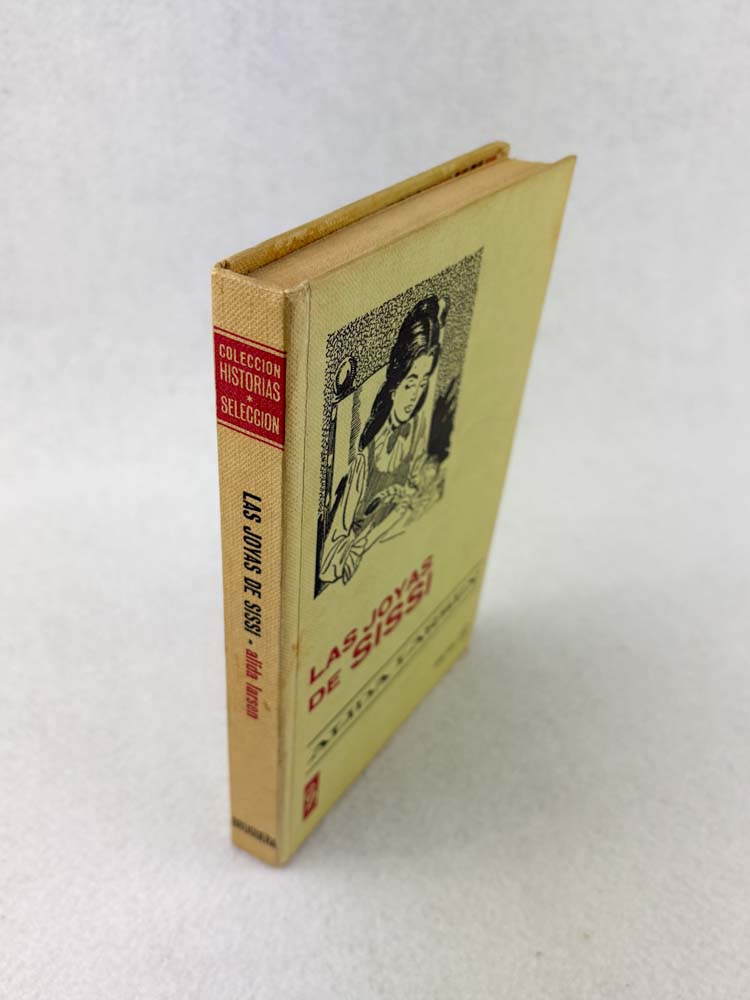 COLECCION
HISTORIAS
*
SELECCION
LAS JOYAS DE SISSI • alida larsen
BRUGUERA
LAS JOYAS
DE SISSI
ALIDA LARSEN